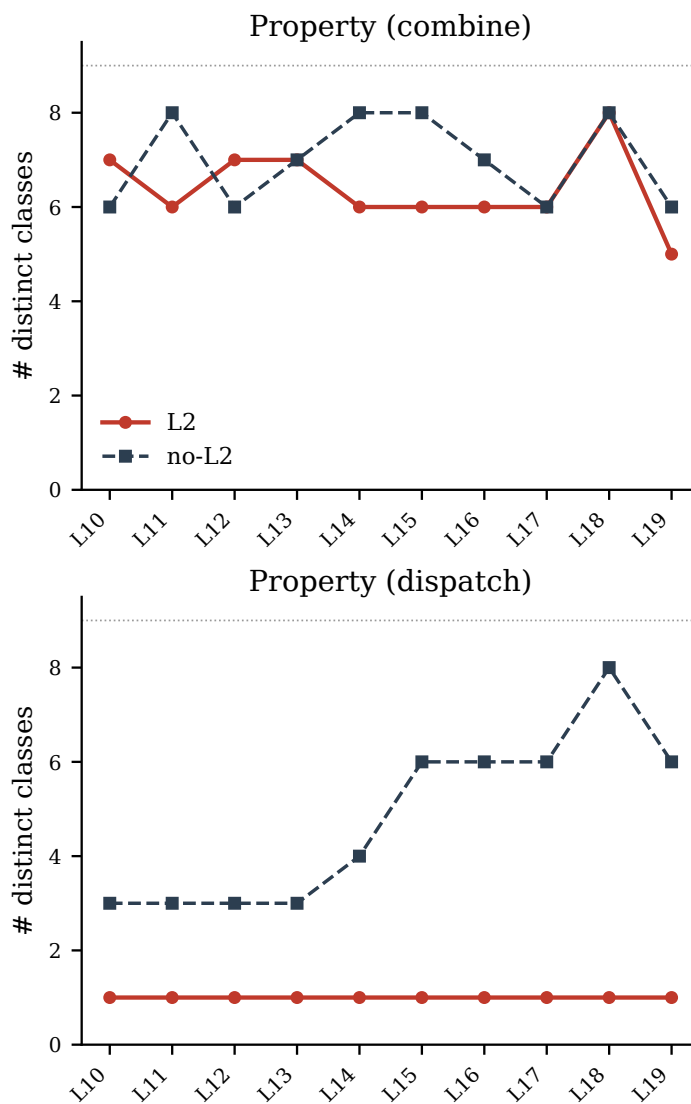 Property (combine)
# distinct classes
8
6
4
2
0
L2
no-L2
L10
L11
L12
L13
L14
L15
L16
L17
L18
L19
Property (dispatch)
# distinct classes
8
6
4
2
0
L10
L11
L12
L13
L14
L15
L16
L17
L18
L19